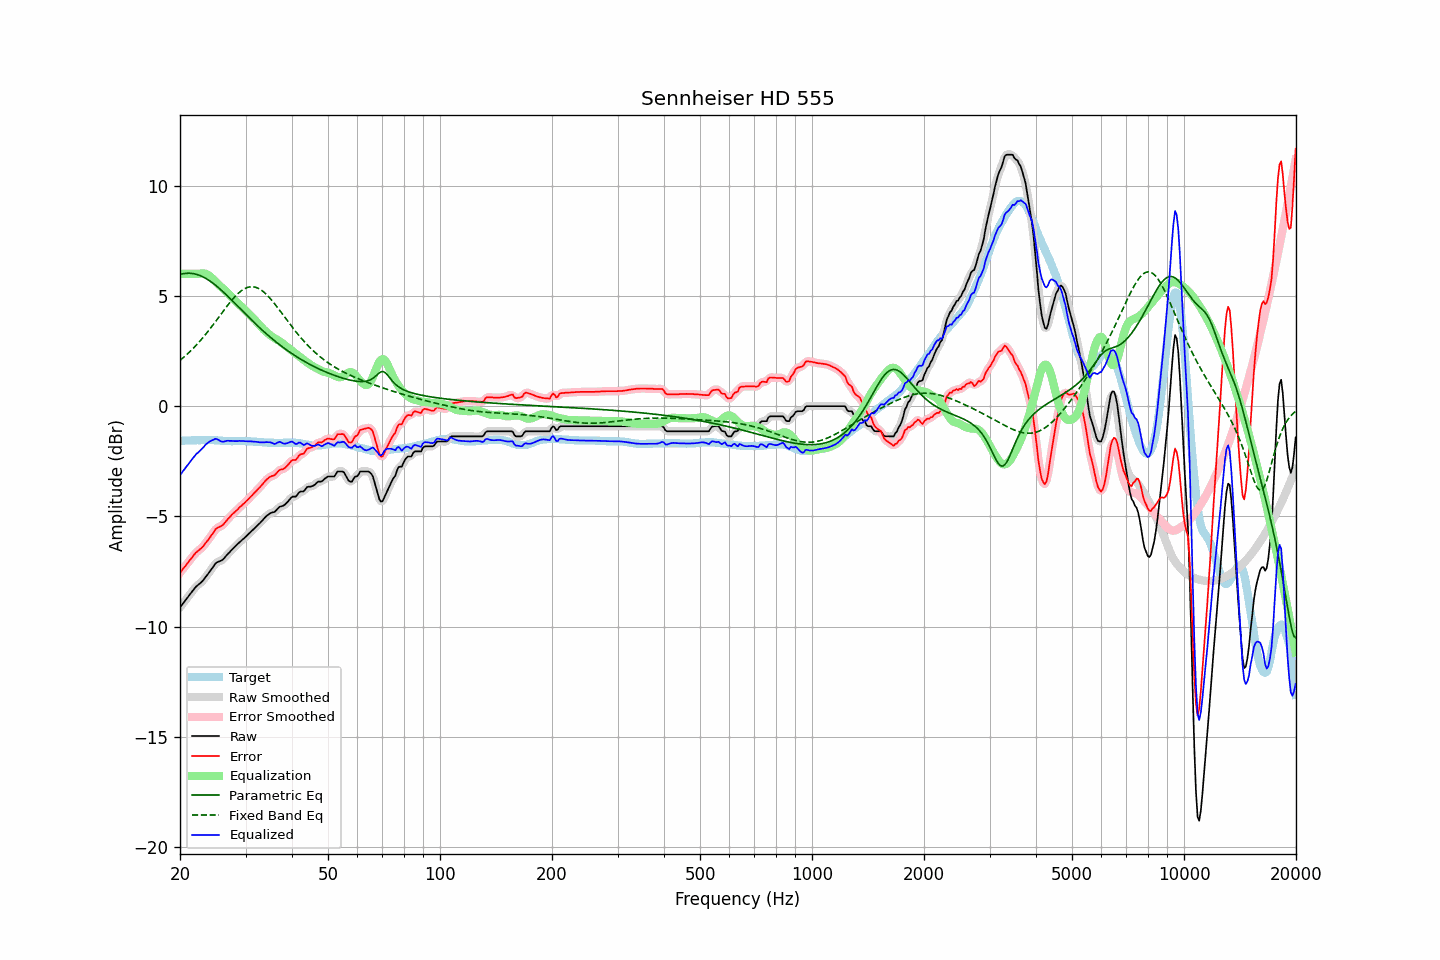 Sennheiser HD 555
Amplitude (dBr)
10
5
0
−5
−10
−15
−20
Target
Raw Smoothed
Error Smoothed
Raw
Error
Equalization
Parametric Eq
Fixed Band Eq
Equalized
20 50 100 200 500 1000 2000 5000 10000 20000
Frequency (Hz)